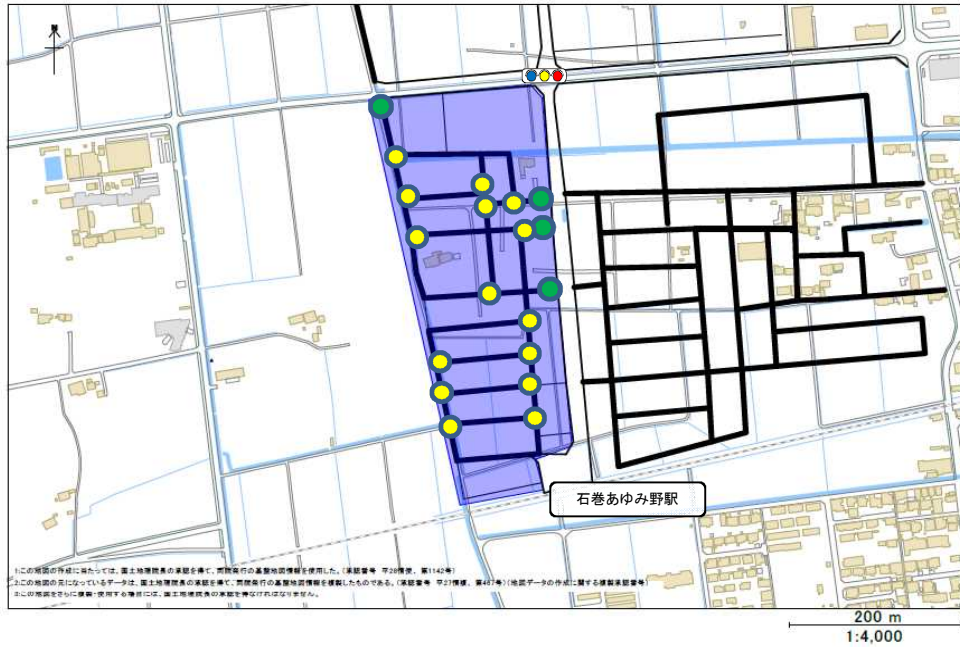 石巻あゆみ野駅
1:この地図の作成に当たっては、国土地理院長の承認を得て、同院発行の基盤地図情報を使用した。(承認番号 平28情使、第1142号)
2:この地図の元になっているデータは、国土地理院長の承認を得て、同院発行の基盤地図情報を複製したものである。(承認番号 平27情複、第467号)(地図データの作成に関する複製承認番号)
3:この地図をさらに複製・使用する場合には、国土地理院長の承認を得なければなりません。
200 m
1:4,000